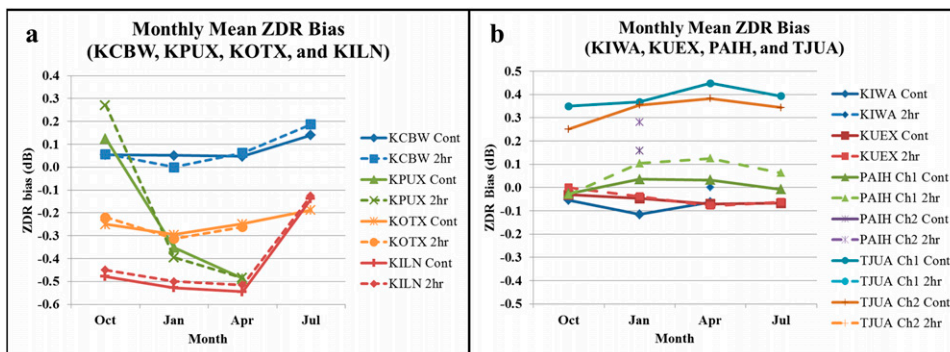 a
Monthly Mean ZDR Bias
(KCBW, KPUX, KOTX, and KILN)
ZDR bias (dB)
0.4
0.3
0.2
0.1
0.0
-0.1
-0.2
-0.3
-0.4
-0.5
-0.6
Oct Jan Apr Jul
Month
KCBW Cont
KCBW 2hr
KPUX Cont
KPUX 2hr
KOTX Cont
KOTX 2hr
KILN Cont
KILN 2hr
b
Monthly Mean ZDR Bias
(KIWA, KUEX, PAIH, and TJUA)
ZDR Bias (dB)
0.5
0.4
0.3
0.2
0.1
0.0
-0.1
-0.2
-0.3
-0.4
-0.5
Oct Jan Apr Jul
Month
KIWA Cont
KIWA 2hr
KUEX Cont
KUEX 2hr
PAIH Ch1 Cont
PAIH Ch1 2hr
PAIH Ch2 Cont
PAIH Ch2 2hr
TJUA Ch1 Cont
TJUA Ch1 2hr
TJUA Ch2 Cont
TJUA Ch2 2hr